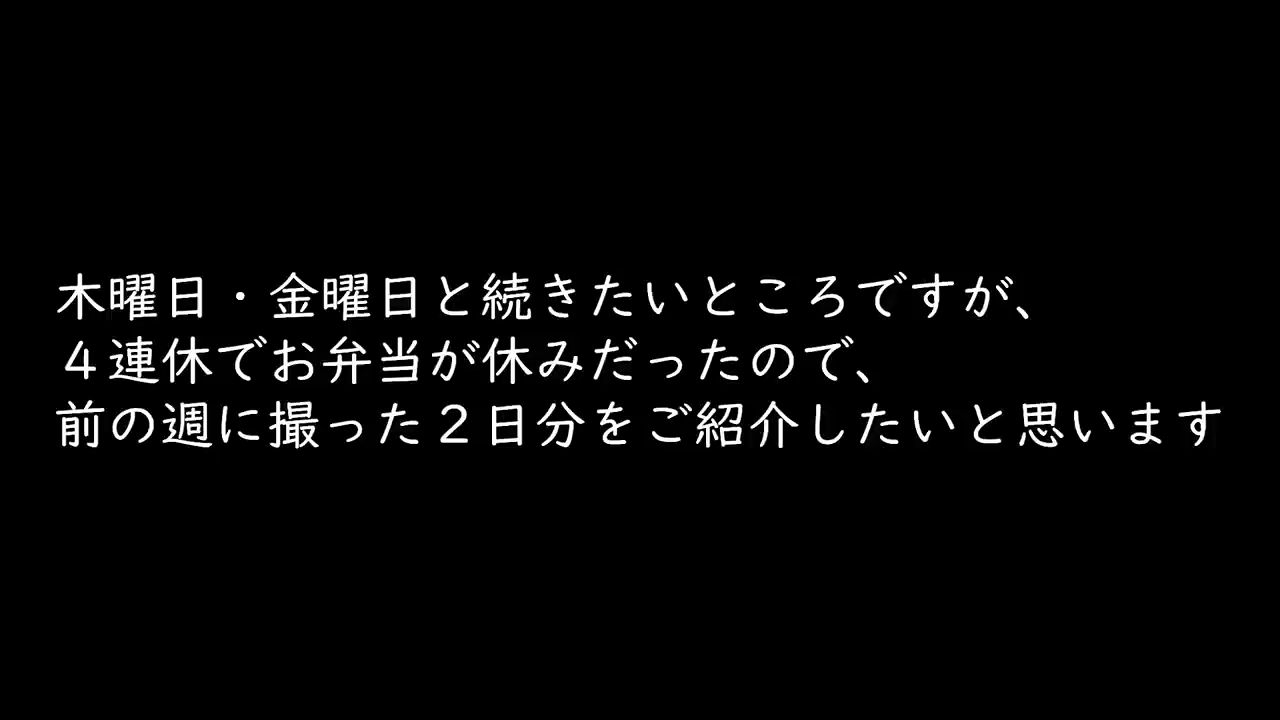 木曜日・金曜日と続きたいところですが、
４連休でお弁当が休みだったので、
前の週に撮った２日分をご紹介したいと思います